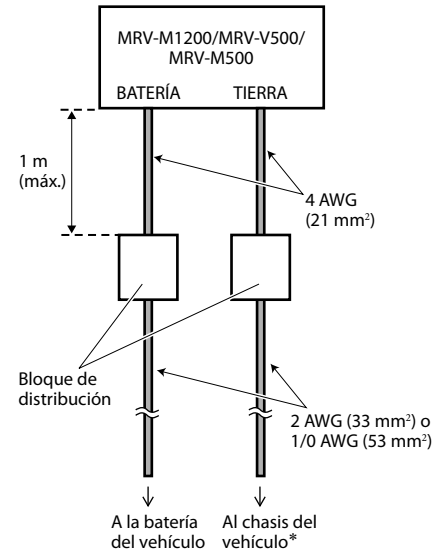 MRV-M1200/MRV-V500/
MRV-M500
BATERÍA
TIERRA
1 m
(máx.)
4 AWG
(21 mm²)
Bloque de
distribución
2 AWG (33 mm²) o
1/0 AWG (53 mm²)
A la batería
del vehículo
Al chasis del
vehículo*